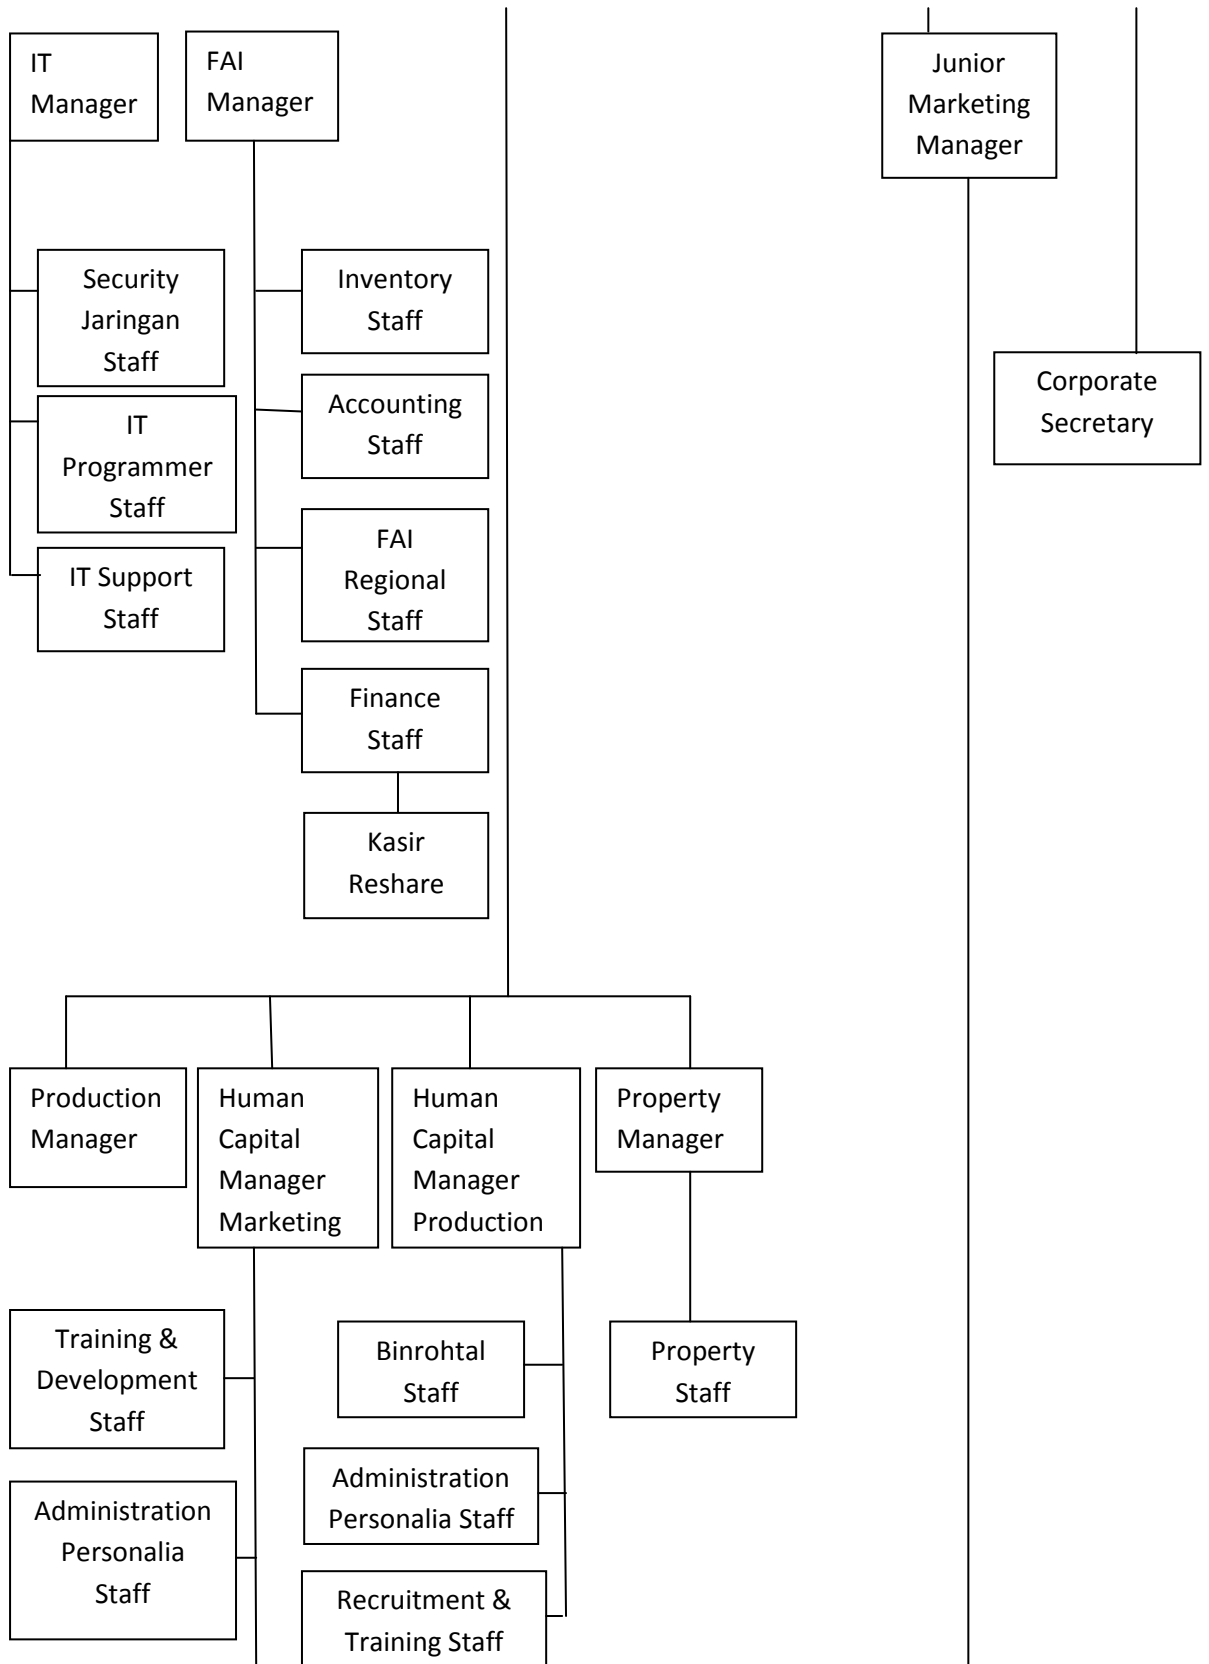 IT
Manager
FAI
Manager
Junior
Marketing
Manager
Security
Jaringan
Staff
Inventory
Staff
Corporate
Secretary
Accounting
Staff
IT
Programmer
Staff
FAI
Regional
Staff
IT Support
Staff
Finance
Staff
Kasir
Reshare
Production
Manager
Human
Capital
Manager
Marketing
Human
Capital
Manager
Production
Property
Manager
Training &
Development
Staff
Binrohtal
Staff
Property
Staff
Administration
Personalia
Staff
Administration
Personalia Staff
Recruitment &
Training Staff